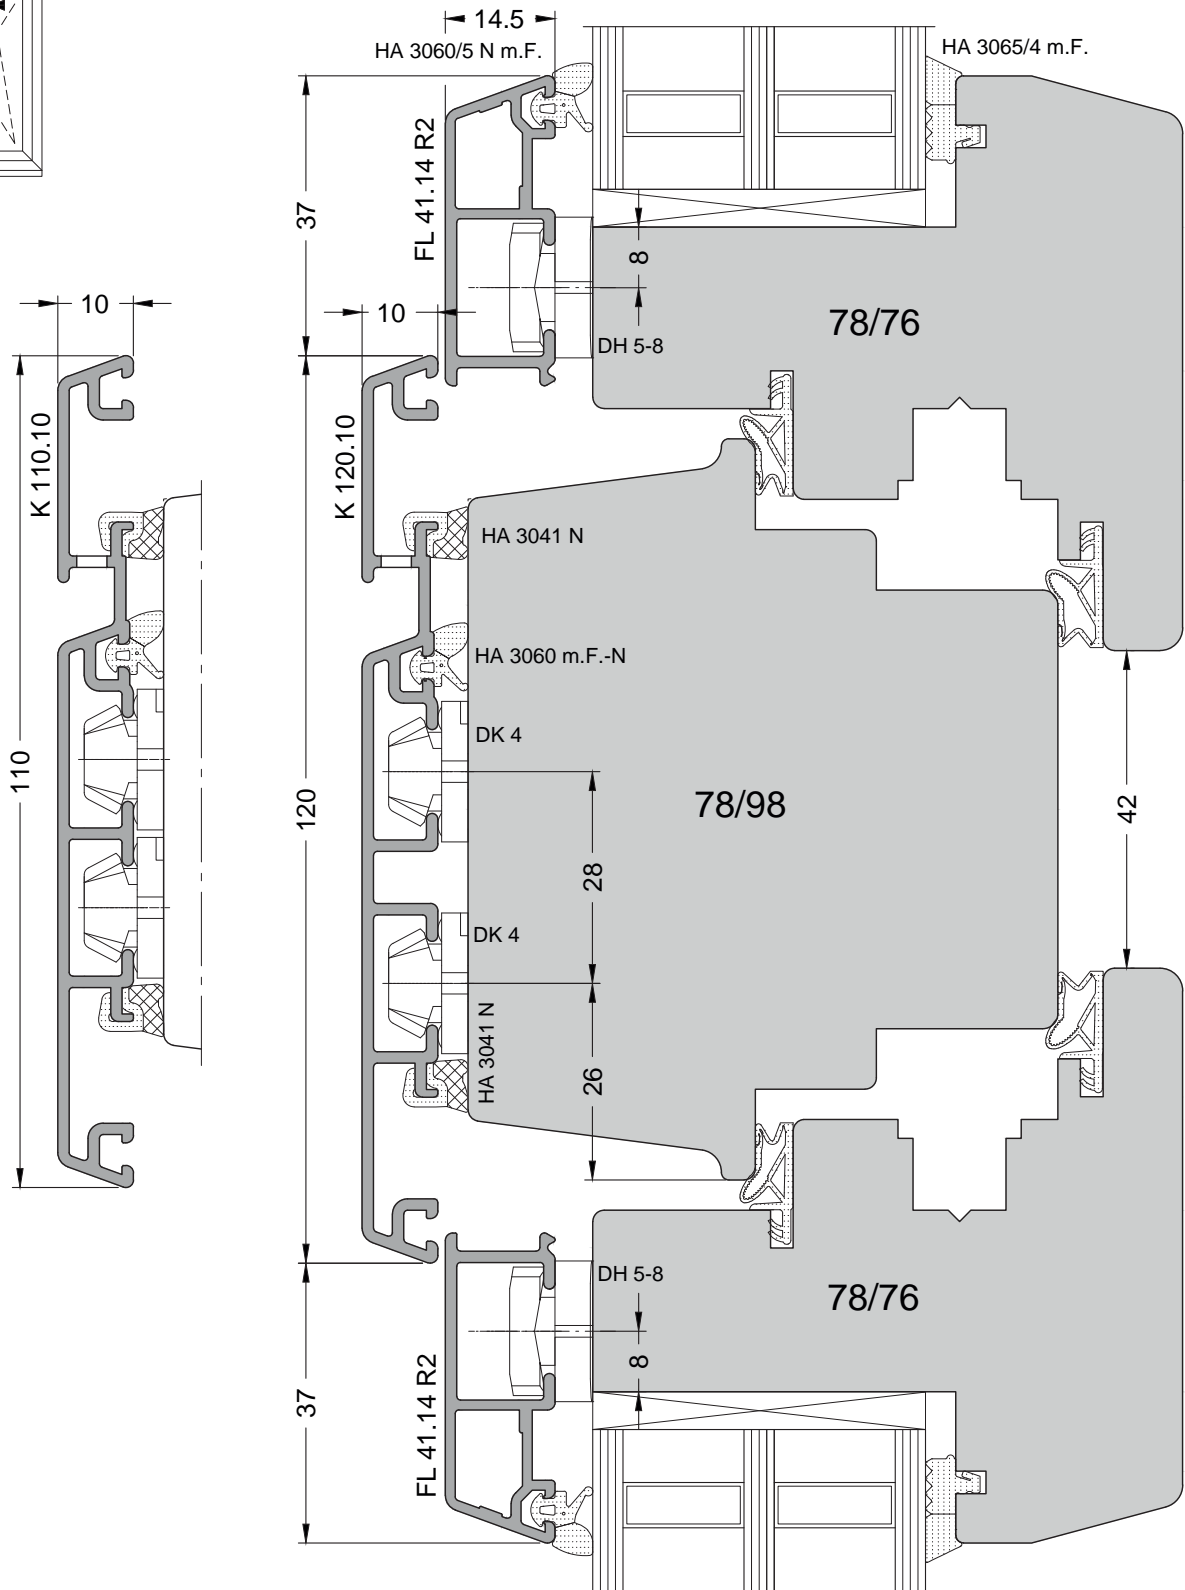 14.5
HA 3060/5 N m.F.
HA 3065/4 m.F.
FL 41.14 R2
37
8
10
10
78/76
DH 5-8
K 110.10
K 120.10
HA 3041 N
HA 3060 m.F.-N
DK 4
110
120
78/98
42
28
DK 4
HA 3041 N
26
DH 5-8
78/76
8
37
FL 41.14 R2